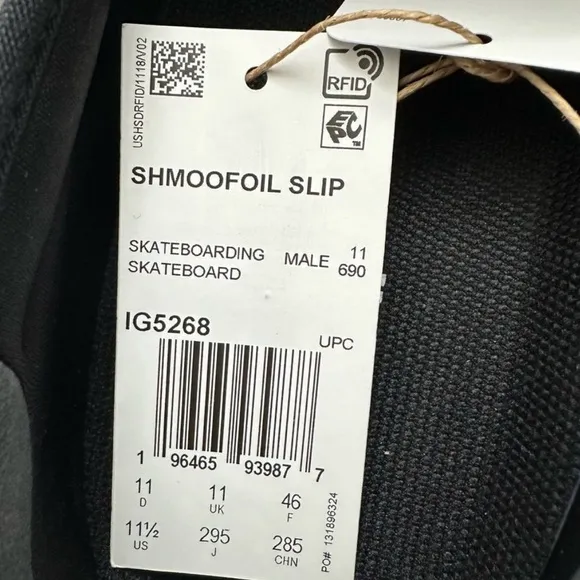 USHSDRFID/1118/V02
RFID
EPC™
SHMOOFOIL SLIP
SKATEBOARDING MALE 11
SKATEBOARD 690
IG5268
UPC
1 96465 93987 7
11 11 46
D UK F
11½ 295 285
US J CHN
PO# 131896324